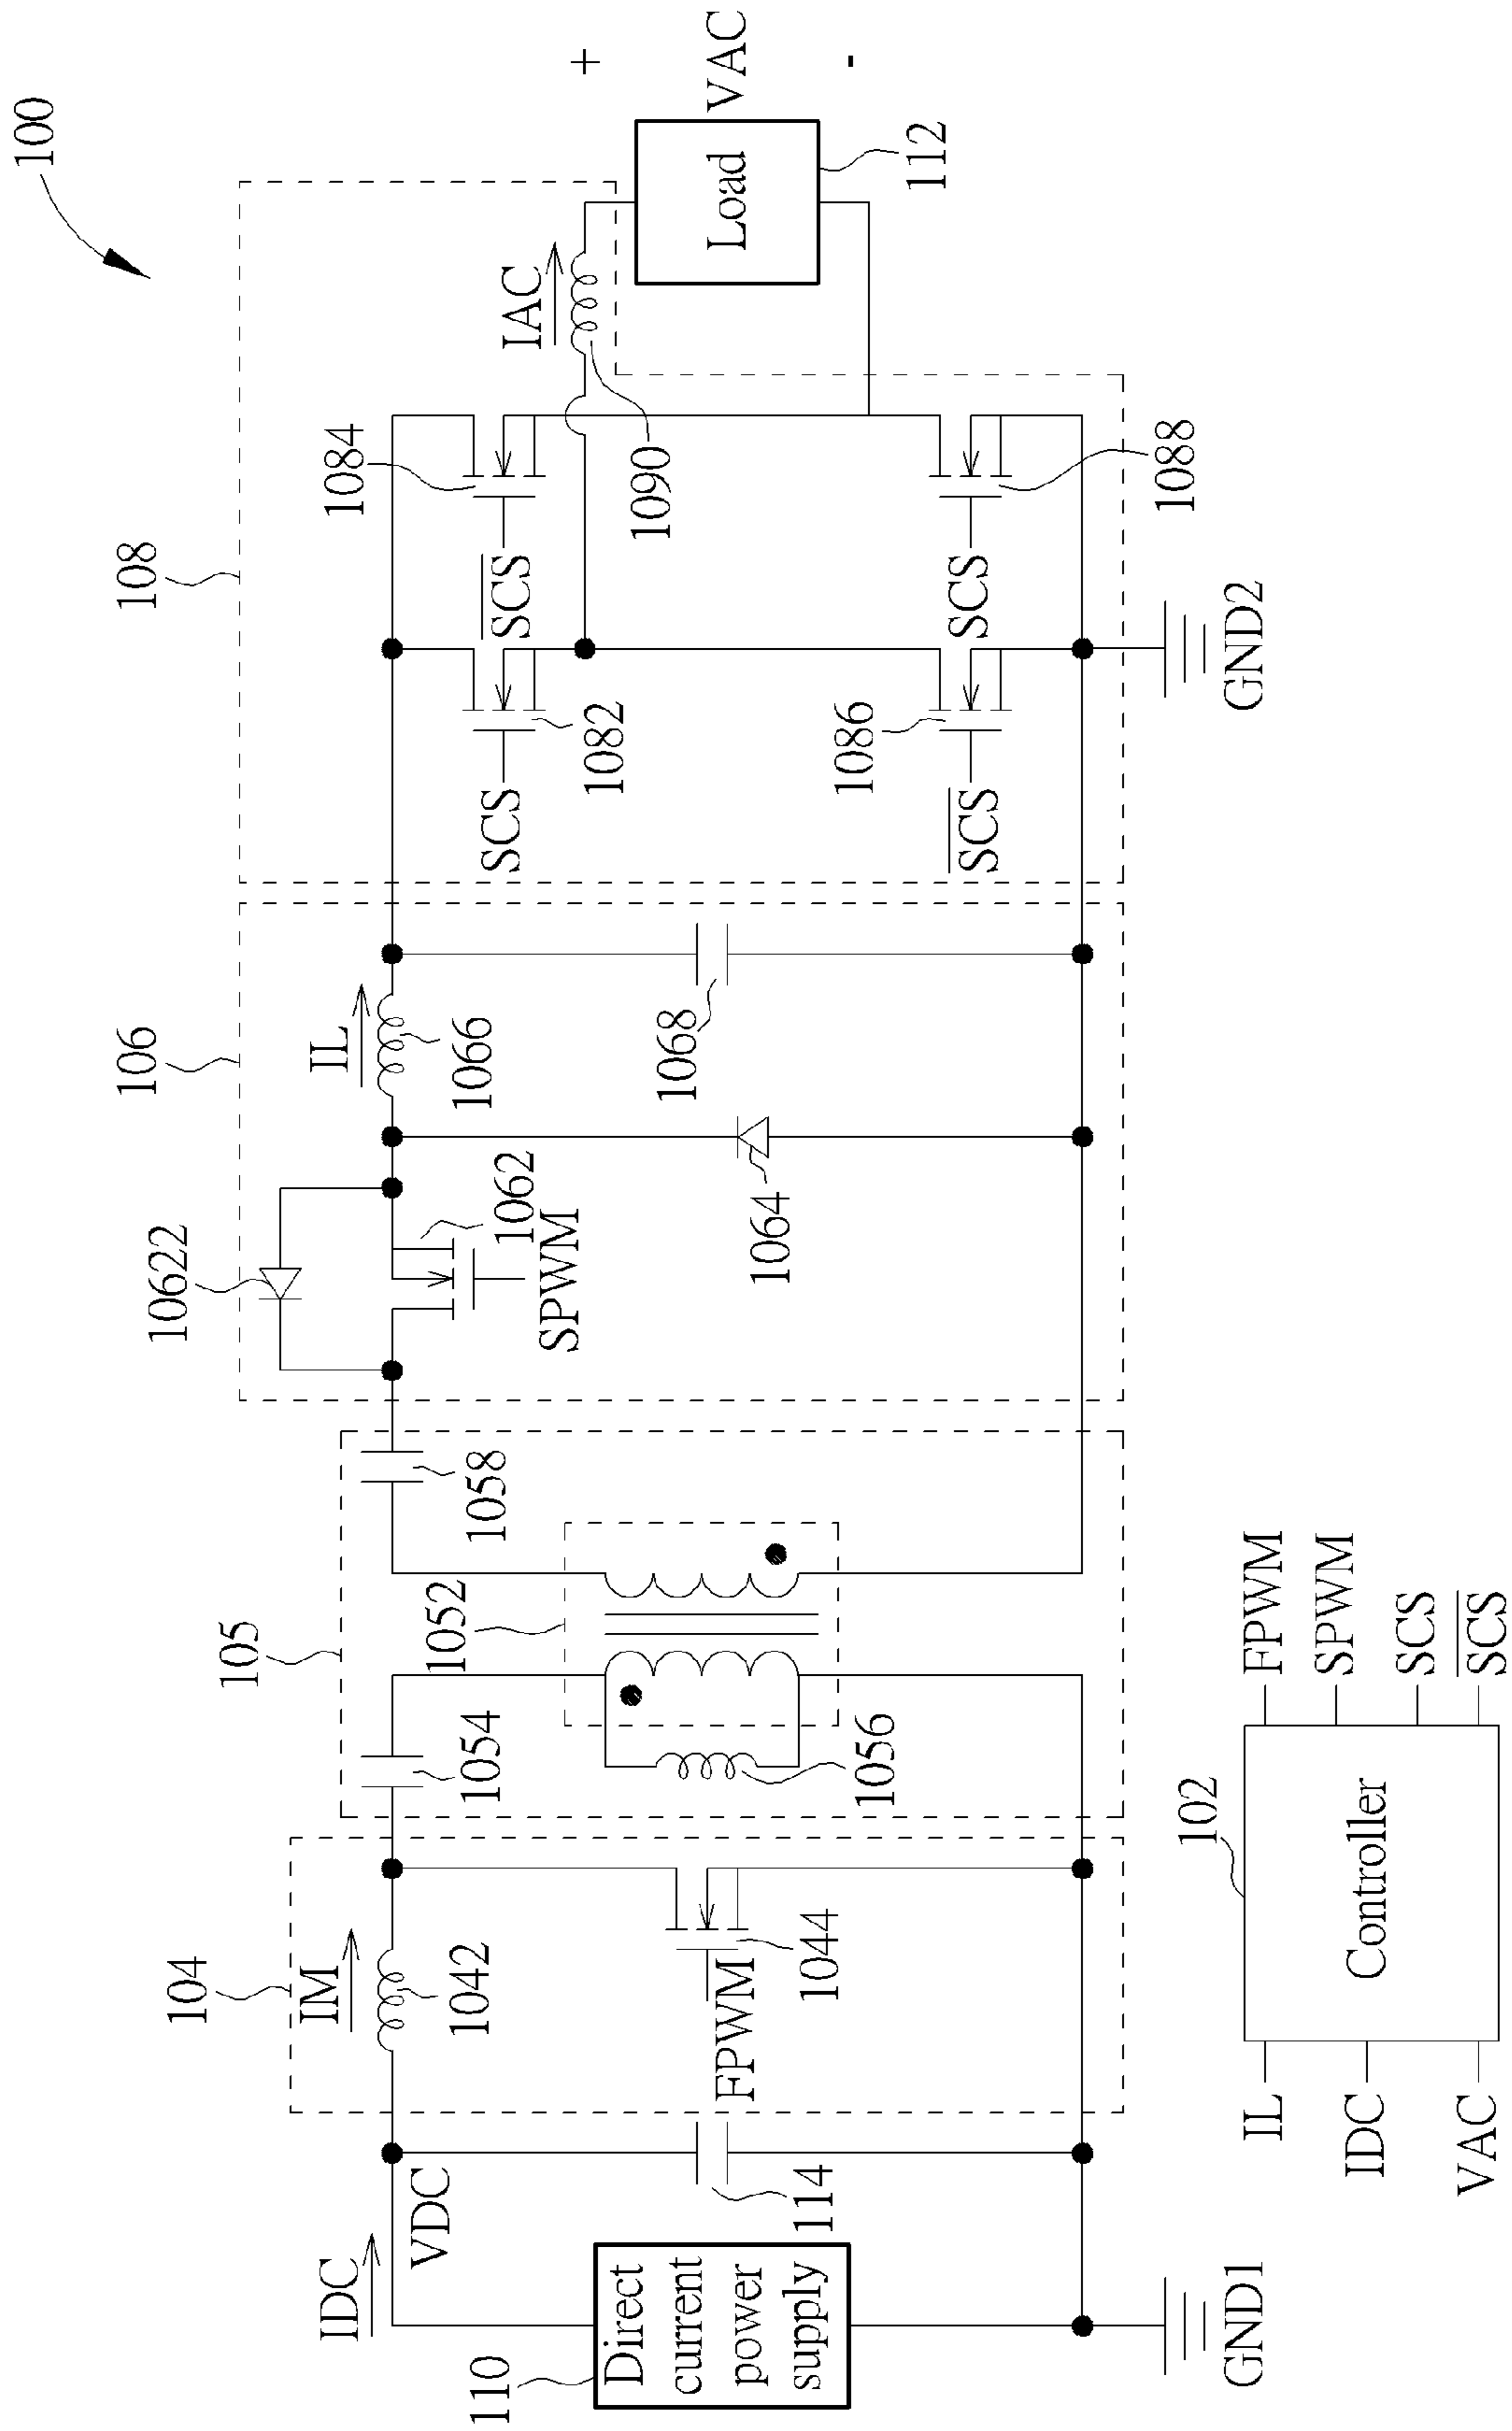 100
108
1084
IAC
+
Load
VAC
-
112
1090
SCS
SCS
1082
SCS
1086
SCS
1088
GND2
106
10622
1062
SPWM
IL
1066
1064
1068
105
1054
1052
1056
1058
104
IM
1042
1044
FPWM
IDC
VDC
110
Direct
current
power
supply
114
GND1
102
Controller
IL
IDC
VAC
FPWM
SPWM
SCS
SCS